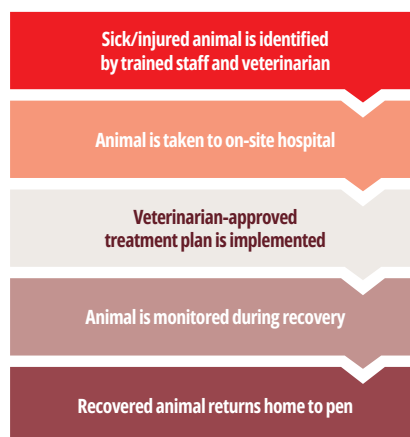 Sick/injured animal is identified
by trained staff and veterinarian
Animal is taken to on-site hospital
Veterinarian-approved
treatment plan is implemented
Animal is monitored during recovery
Recovered animal returns home to pen